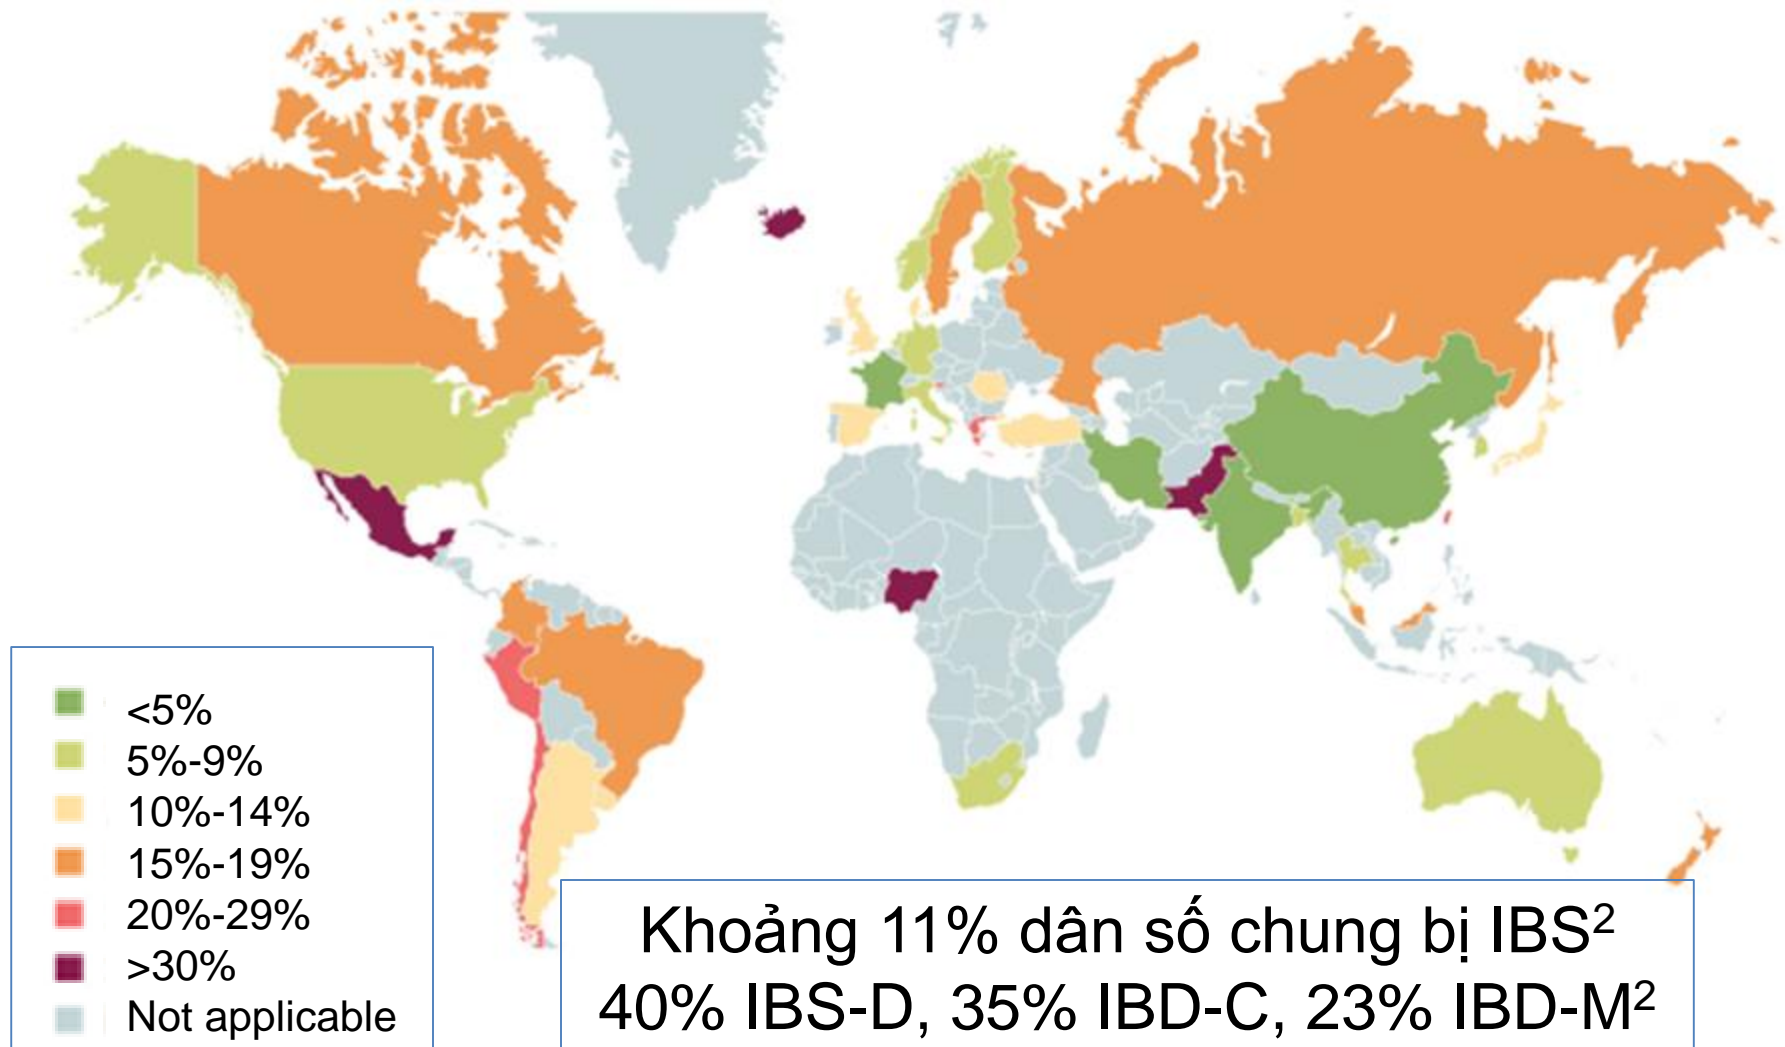 <5%
5%-9%
10%-14%
15%-19%
20%-29%
>30%
Not applicable
Khoảng 11% dân số chung bị IBS²
40% IBS-D, 35% IBD-C, 23% IBD-M²